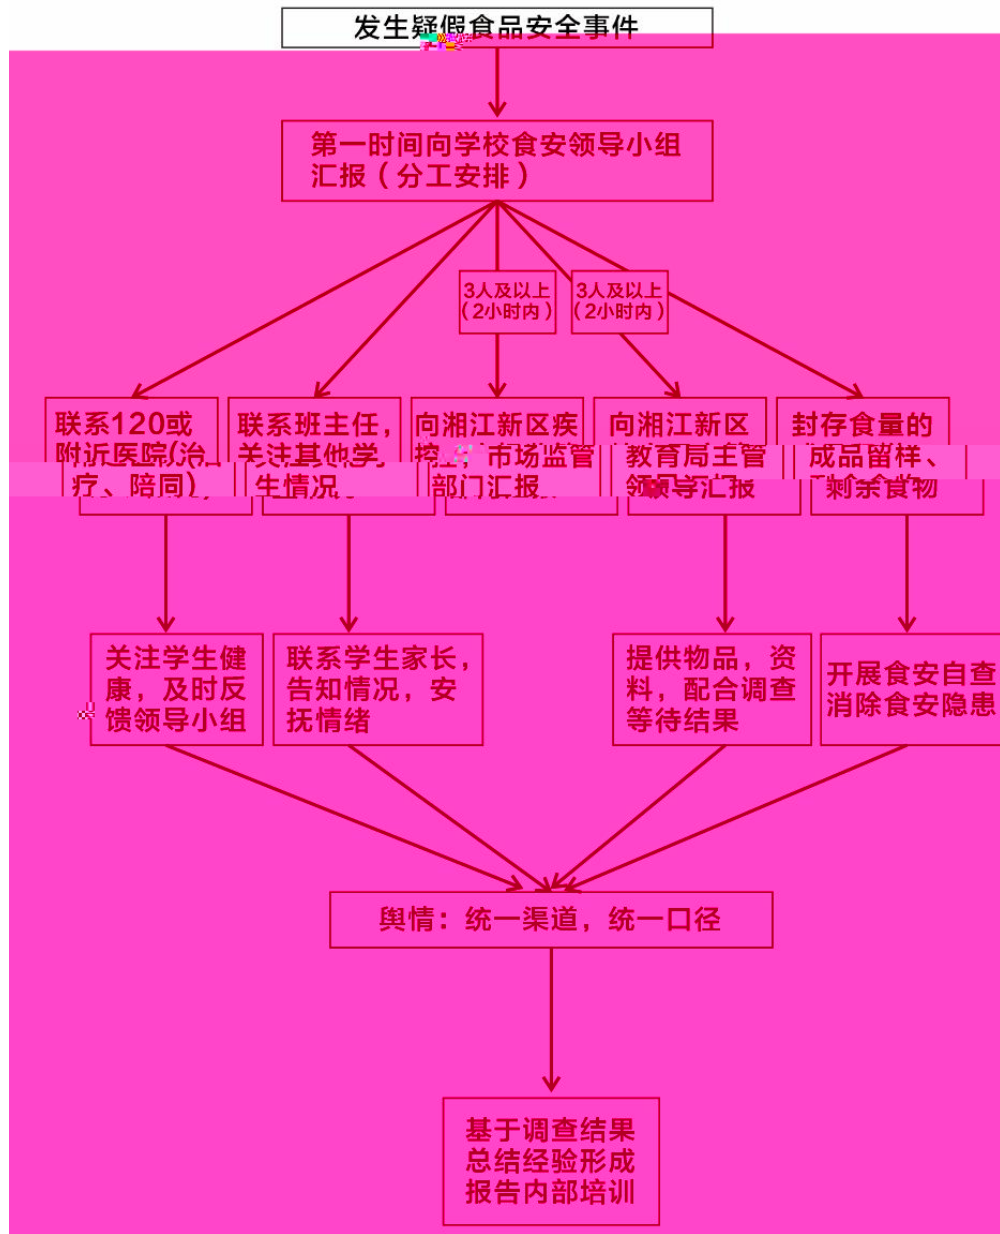 发生疑假食品安全事件
第一时间向学校食安领导小组
汇报（分工安排）
3人及以上
（2小时内）
3人及以上
（2小时内）
联系120或
附近医院(治
疗、陪同)
联系班主任,
关注其他学
生情况
向湘江新区疾
控 市场监管
部门汇报
向湘江新区
教育局主管
领导汇报
封存食量的
成品留样、
剩余食物
关注学生健
康，及时反
馈领导小组
联系学生家长，
告知情况，安
抚情绪
提供物品，资
料，配合调查
等待结果
开展食安自查
消除食安隐患
舆情：统一渠道，统一口径
基于调查结果
总结经验形成
报告内部培训